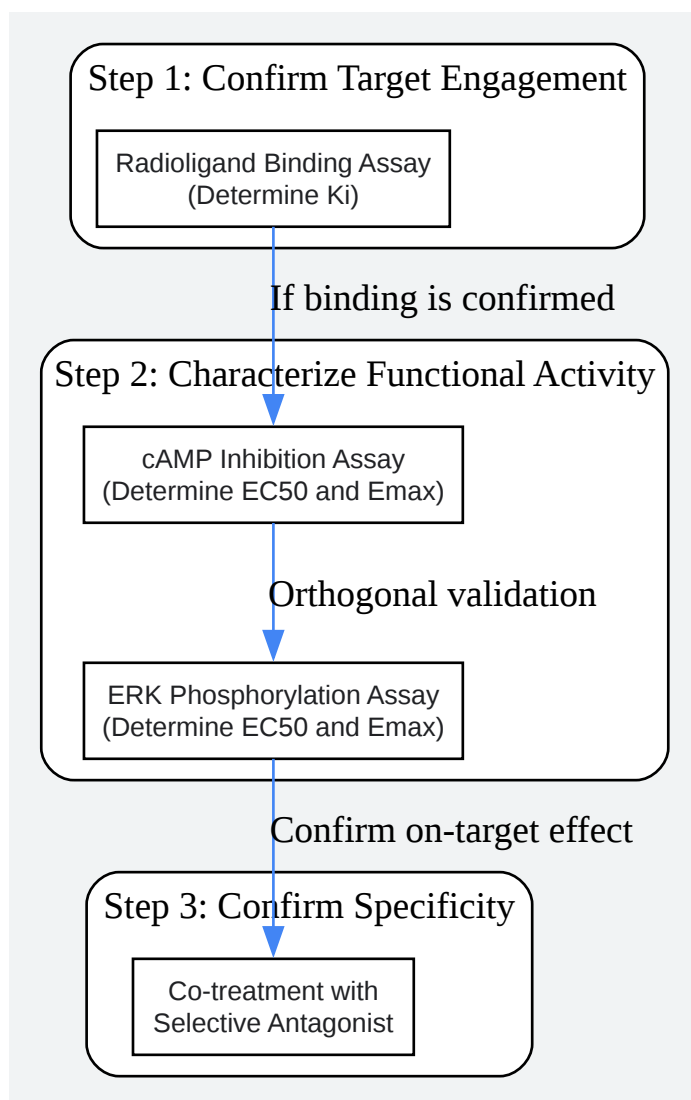 Step 1: Confirm Target Engagement
Radioligand Binding Assay
(Determine Ki)
If binding is confirmed
Step 2: Characterize Functional Activity
cAMP Inhibition Assay
(Determine EC50 and Emax)
Orthogonal validation
ERK Phosphorylation Assay
(Determine EC50 and Emax)
Confirm on-target effect
Step 3: Confirm Specificity
Co-treatment with
Selective Antagonist